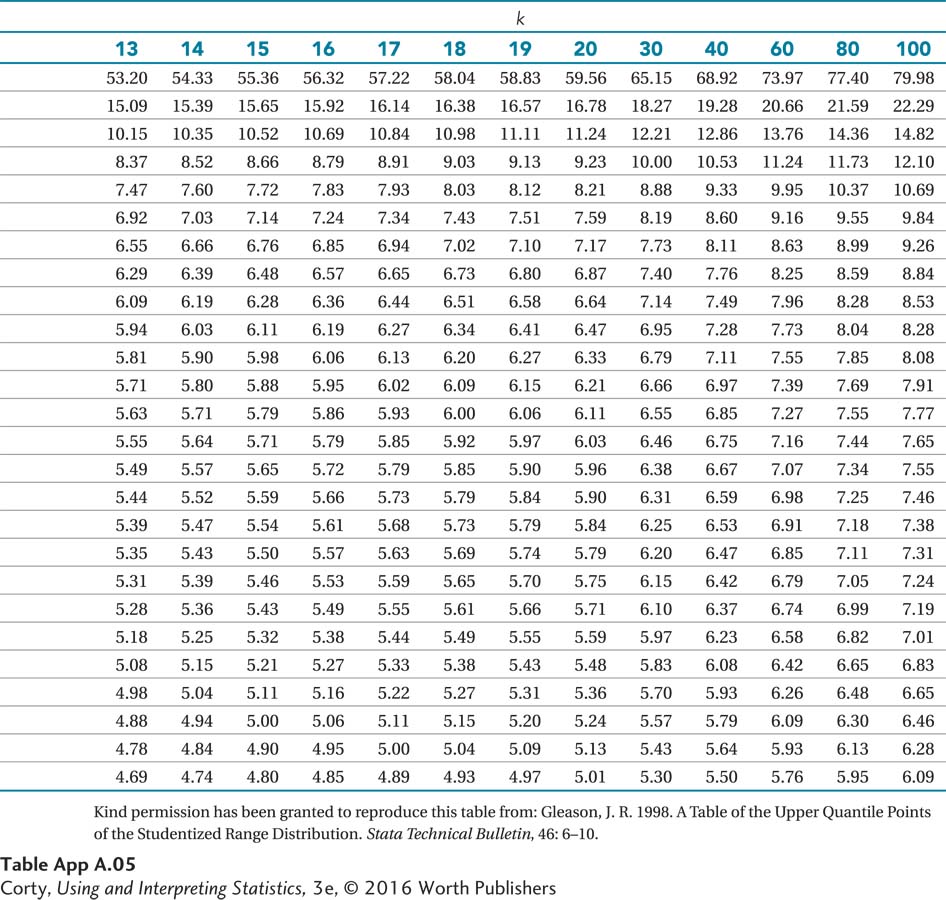 k
13 14 15 16 17 18 19 20 30 40 60 80 100
53.20 54.33 55.36 56.32 57.22 58.04 58.83 59.56 65.15 68.92 73.97 77.40 79.98
15.09 15.39 15.65 15.92 16.14 16.38 16.57 16.78 18.27 19.28 20.66 21.59 22.29
10.15 10.35 10.52 10.69 10.84 10.98 11.11 11.24 12.21 12.86 13.76 14.36 14.82
8.37 8.52 8.66 8.79 8.91 9.03 9.13 9.23 10.00 10.53 11.24 11.73 12.10
7.47 7.60 7.72 7.83 7.93 8.03 8.12 8.21 8.88 9.33 9.95 10.37 10.69
6.92 7.03 7.14 7.24 7.34 7.43 7.51 7.59 8.19 8.60 9.16 9.55 9.84
6.55 6.66 6.76 6.85 6.94 7.02 7.10 7.17 7.73 8.11 8.63 8.99 9.26
6.29 6.39 6.48 6.57 6.65 6.73 6.80 6.87 7.40 7.76 8.25 8.59 8.84
6.09 6.19 6.28 6.36 6.44 6.51 6.58 6.64 7.14 7.49 7.96 8.28 8.53
5.94 6.03 6.11 6.19 6.27 6.34 6.41 6.47 6.95 7.28 7.73 8.04 8.28
5.81 5.90 5.98 6.06 6.13 6.20 6.27 6.33 6.79 7.11 7.55 7.85 8.08
5.71 5.80 5.88 5.95 6.02 6.09 6.15 6.21 6.66 6.97 7.39 7.69 7.91
5.63 5.71 5.79 5.86 5.93 6.00 6.06 6.11 6.55 6.85 7.27 7.55 7.77
5.55 5.64 5.71 5.79 5.85 5.92 5.97 6.03 6.46 6.75 7.16 7.44 7.65
5.49 5.57 5.65 5.72 5.79 5.85 5.90 5.96 6.38 6.67 7.07 7.34 7.55
5.44 5.52 5.59 5.66 5.73 5.79 5.84 5.90 6.31 6.59 6.98 7.25 7.46
5.39 5.47 5.54 5.61 5.68 5.73 5.79 5.84 6.25 6.53 6.91 7.18 7.38
5.35 5.43 5.50 5.57 5.63 5.69 5.74 5.79 6.20 6.47 6.85 7.11 7.31
5.31 5.39 5.46 5.53 5.59 5.65 5.70 5.75 6.15 6.42 6.79 7.05 7.24
5.28 5.36 5.43 5.49 5.55 5.61 5.66 5.71 6.10 6.37 6.74 6.99 7.19
5.18 5.25 5.32 5.38 5.44 5.49 5.55 5.59 5.97 6.23 6.58 6.82 7.01
5.08 5.15 5.21 5.27 5.33 5.38 5.43 5.48 5.83 6.08 6.42 6.65 6.83
4.98 5.04 5.11 5.16 5.22 5.27 5.31 5.36 5.70 5.93 6.26 6.48 6.65
4.88 4.94 5.00 5.06 5.11 5.15 5.20 5.24 5.57 5.79 6.09 6.30 6.46
4.78 4.84 4.90 4.95 5.00 5.04 5.09 5.13 5.43 5.64 5.93 6.13 6.28
4.69 4.74 4.80 4.85 4.89 4.93 4.97 5.01 5.30 5.50 5.76 5.95 6.09
Kind permission has been granted to reproduce this table from: Gleason, J. R. 1998. A Table of the Upper Quantile Points
of the Studentized Range Distribution. Stata Technical Bulletin, 46: 6–10.
Table App A.05
Corty, Using and Interpreting Statistics, 3e, © 2016 Worth Publishers